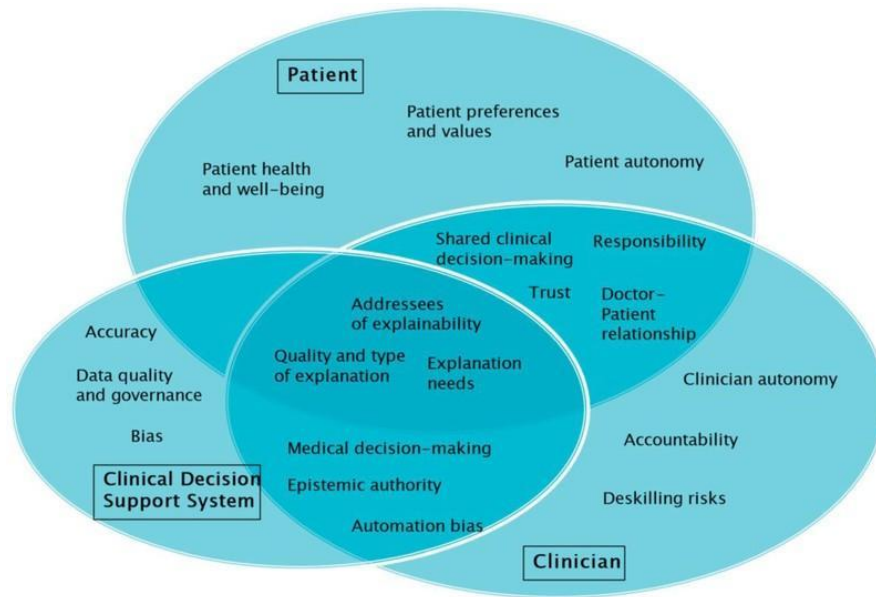 Patient
Patient preferences
and values
Patient autonomy
Patient health
and well-being
Shared clinical
decision-making
Responsibility
Trust
Doctor-
Patient
relationship
Addressees
of explainability
Accuracy
Quality and type
of explanation
Explanation
needs
Data quality
and governance
Clinician autonomy
Bias
Medical decision-making
Accountability
Clinical Decision
Support System
Epistemic authority
Deskilling risks
Automation bias
Clinician